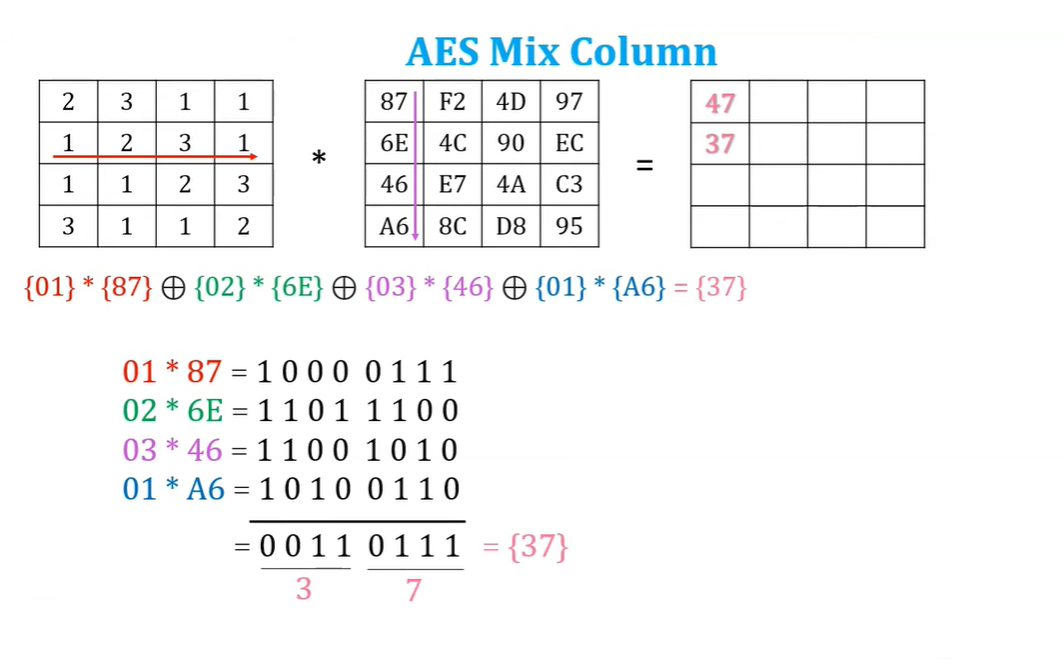 AES Mix Column
2 3 1 1 87 F2 4D 97 47
1 2 3 1 * 6E 4C 90 EC = 37
1 1 2 3 46 E7 4A C3
3 1 1 2 A6 8C D8 95
{01} * {87} ⊕ {02} * {6E} ⊕ {03} * {46} ⊕ {01} * {A6} = {37}
01 * 87 = 1 0 0 0 0 1 1 1
02 * 6E = 1 1 0 1 1 1 0 0
03 * 46 = 1 1 0 0 1 0 1 0
01 * A6 = 1 0 1 0 0 1 1 0
= 0 0 1 1 0 1 1 1 = {37}
3 7